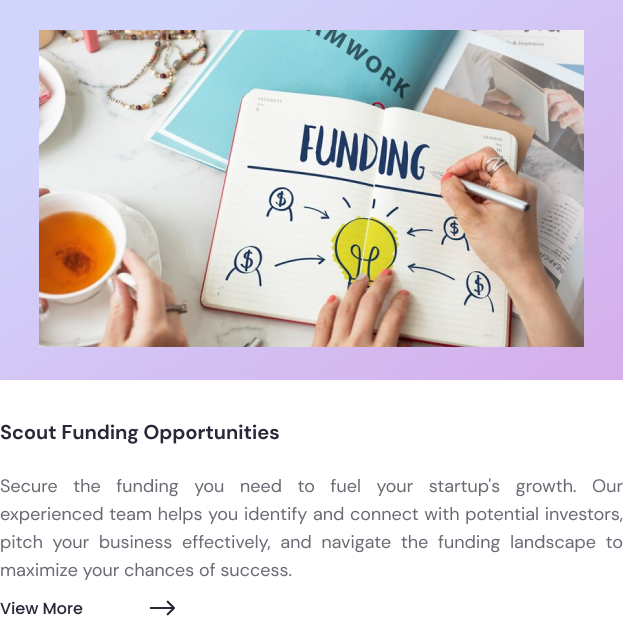 MWORK
SATURDAY
FUNDING
$
$
$
$
Scout Funding Opportunities
Secure the funding you need to fuel your startup's growth. Our
experienced team helps you identify and connect with potential investors,
pitch your business effectively, and navigate the funding landscape to
maximize your chances of success.
View More